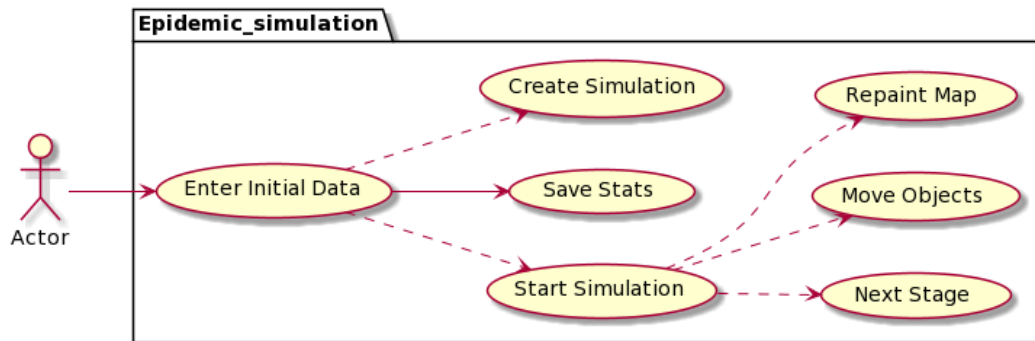 Epidemic_simulation
Create Simulation
Repaint Map
Enter Initial Data
Save Stats
Move Objects
Actor
Start Simulation
Next Stage